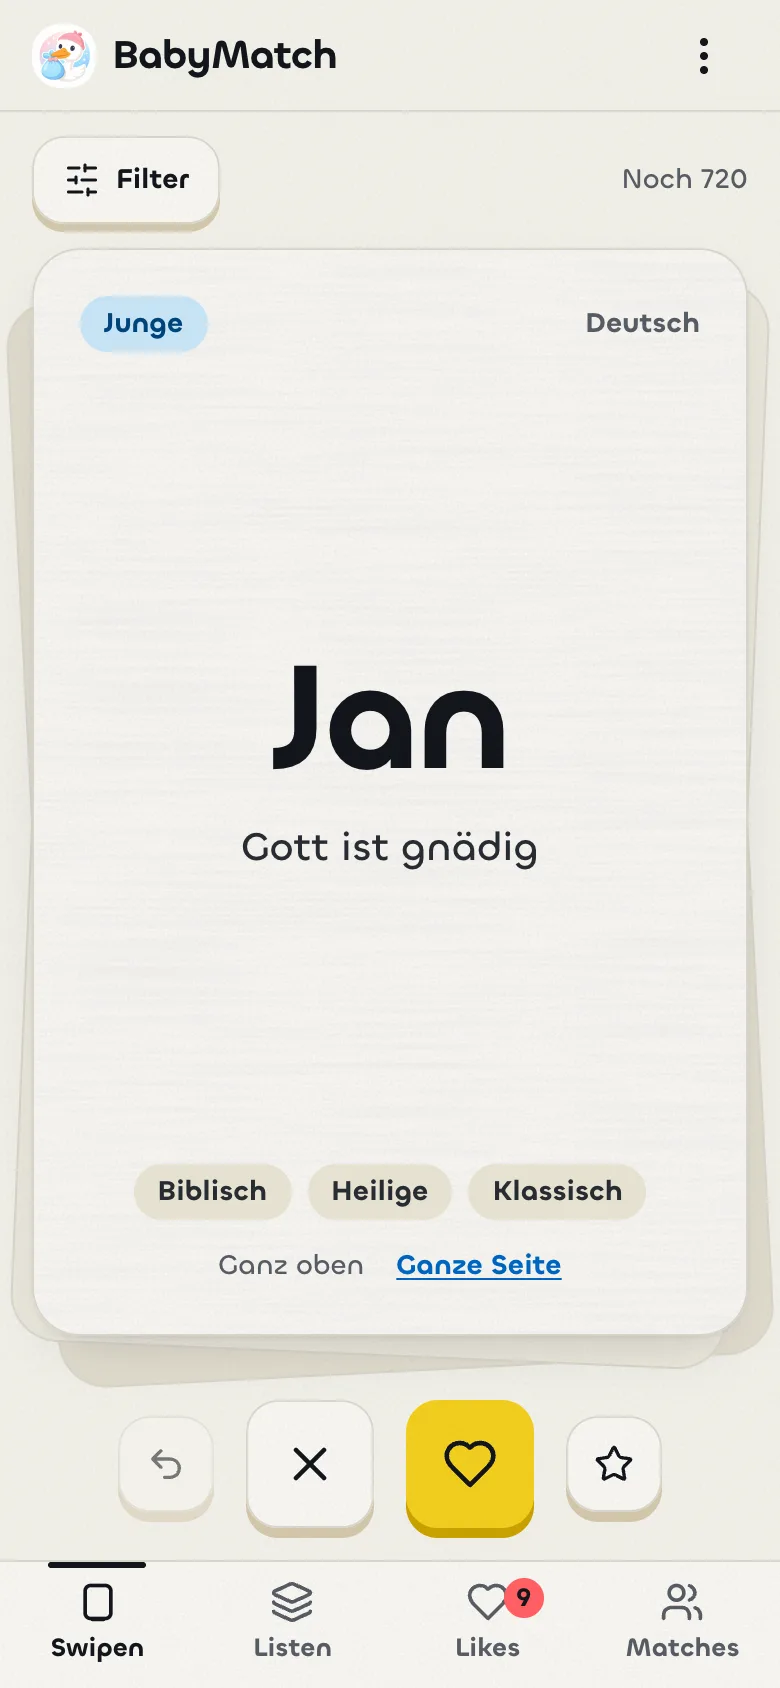 BabyMatch
Filter
Noch 720
Junge
Deutsch
Jan
Gott ist gnädig
Biblisch Heilige Klassisch
Ganz oben Ganze Seite
9
Swipen Listen Likes Matches